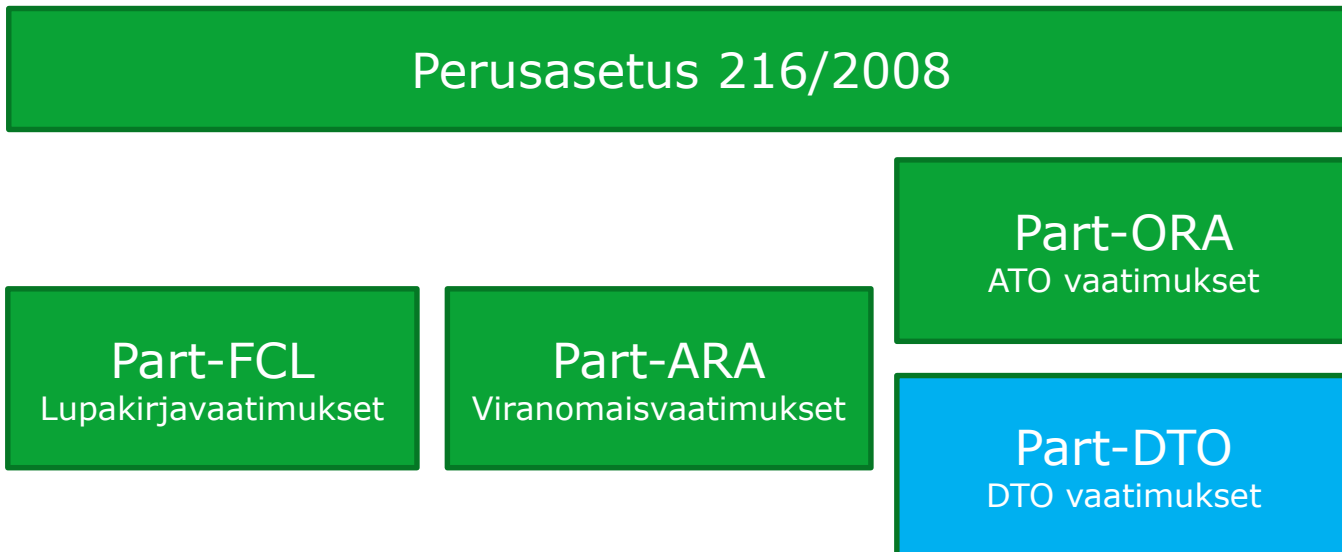 Perusasetus 216/2008
Part-ORA
ATO vaatimukset
Part-FCL
Lupakirjavaatimukset
Part-ARA
Viranomaisvaatimukset
Part-DTO
DTO vaatimukset